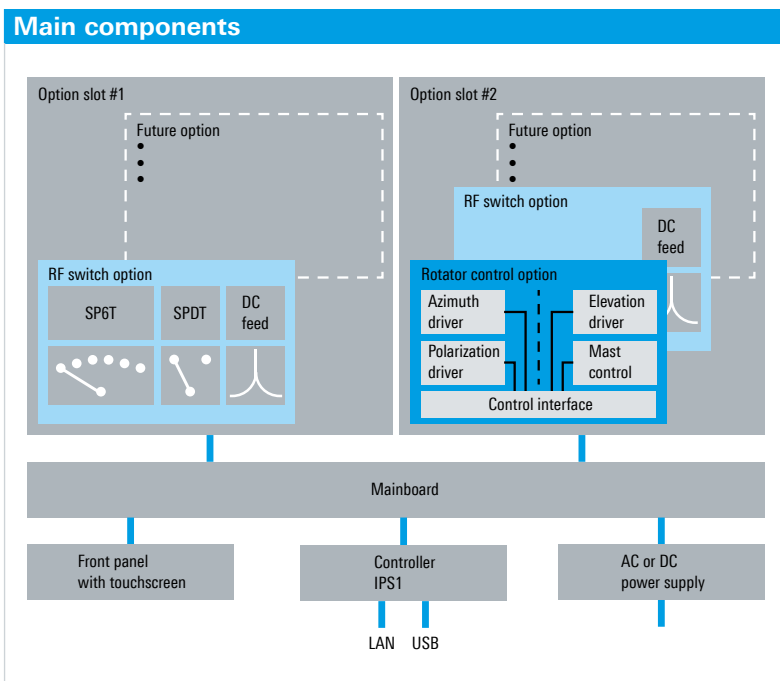 Main components
Option slot #1
Future option
RF switch option
SP6T
SPDT
DC
feed
Option slot #2
Future option
RF switch option
DC
feed
Rotator control option
Azimuth
driver
Elevation
driver
Polarization
driver
Mast
control
Control interface
Mainboard
Front panel
with touchscreen
Controller
IPS1
AC or DC
power supply
LAN USB